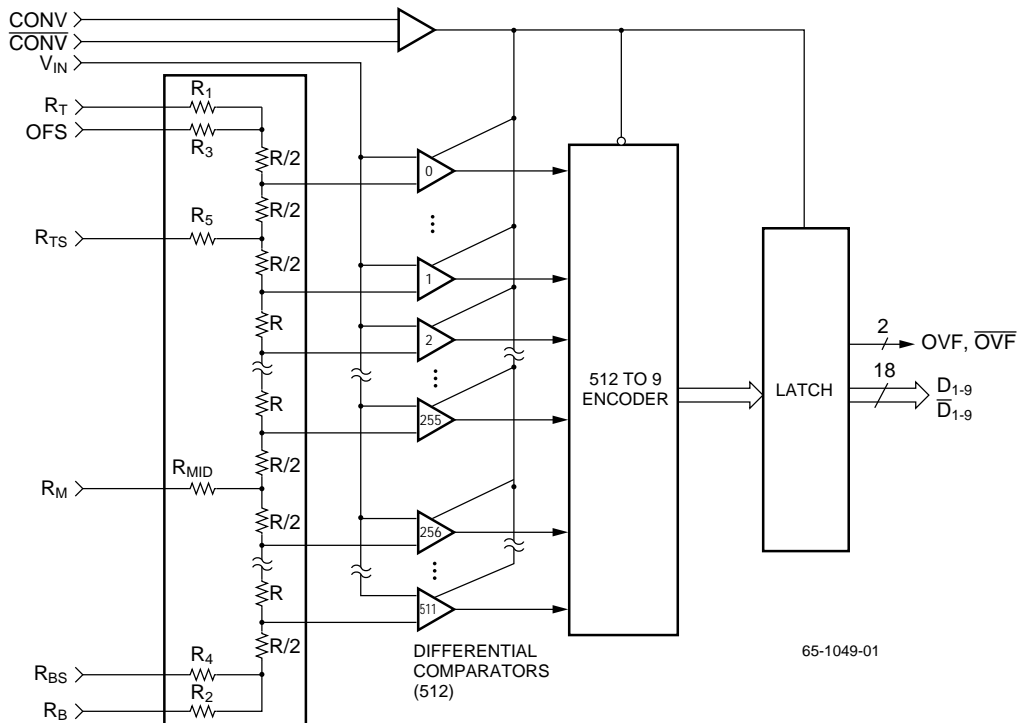 CONV
CONV
V_IN
R_T
R_1
OFS
R_3
R/2
0
R/2
R_TS
R_5
R/2
1
R
2
512 TO 9
ENCODER
LATCH
2
OVF, OVF
18
D_1-9
D_1-9
R
255
R/2
R_M
R_MID
R/2
256
R
511
R/2
DIFFERENTIAL
COMPARATORS
(512)
65-1049-01
R_BS
R_4
R_B
R_2